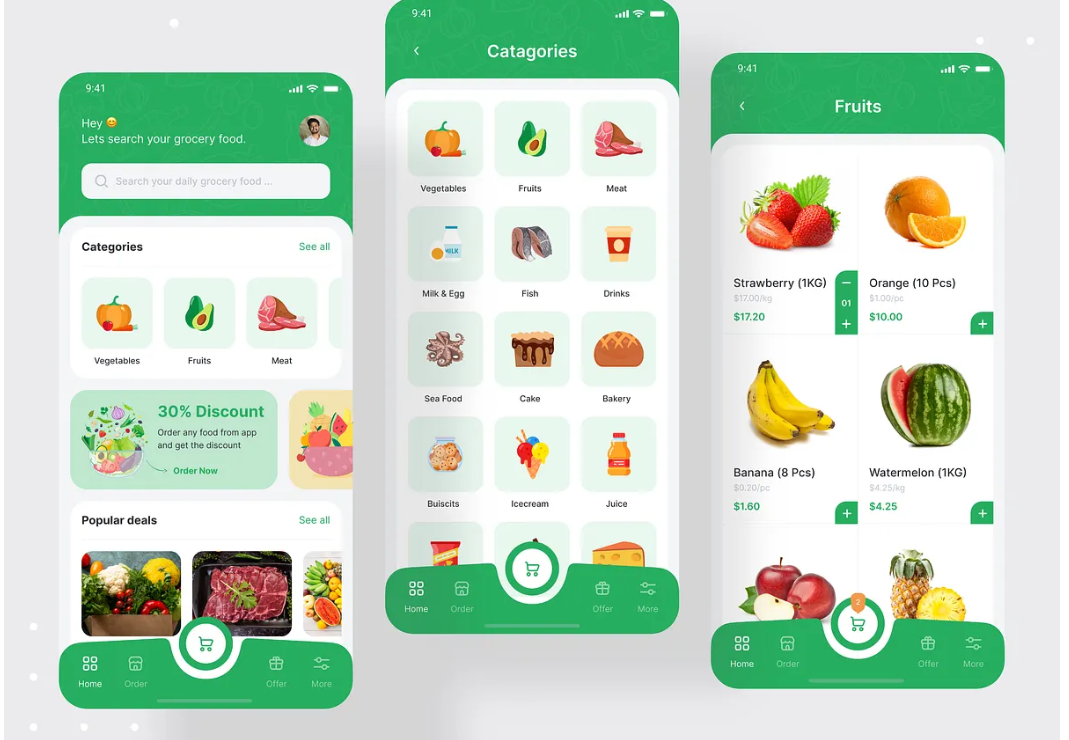 9:41
Hey 😊
Lets search your grocery food.
Search your daily grocery food ...
Categories
See all
Vegetables
Fruits
Meat
30% Discount
Order any food from app
and get the discount
Order Now
Popular deals
See all
Home
Order
Offer
More
9:41
Catagories
Vegetables
Fruits
Meat
MILK
Milk & Egg
Fish
Drinks
Sea Food
Cake
Bakery
Buiscits
Icecream
Juice
Home
Order
Offer
More
9:41
Fruits
Strawberry (1KG)
$17.00/kg
$17.20
01
Orange (10 Pcs)
$1.00/pc
$10.00
Banana (8 Pcs)
$0.20/pc
$1.60
Watermelon (1KG)
$4.25/kg
$4.25
2
Home
Order
Offer
More